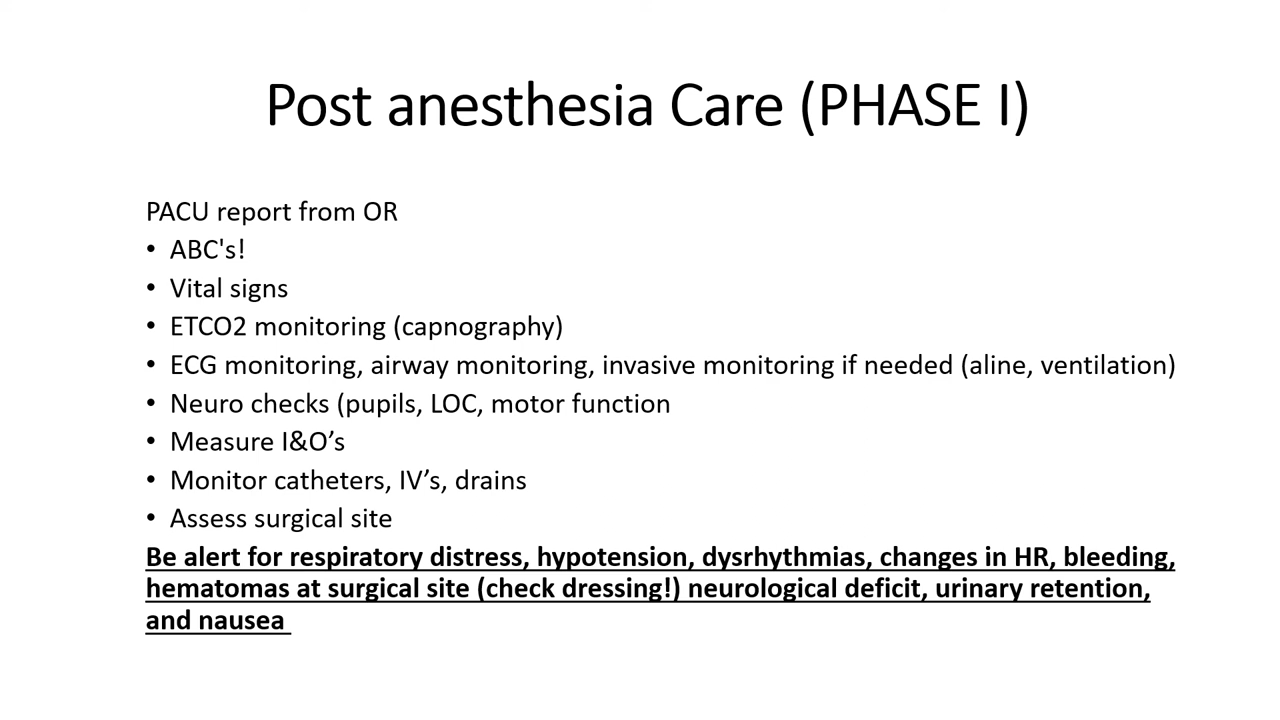 Post anesthesia Care (PHASE I)
PACU report from OR
• ABC's!
• Vital signs
• ETCO2 monitoring (capnography)
• ECG monitoring, airway monitoring, invasive monitoring if needed (aline, ventilation)
• Neuro checks (pupils, LOC, motor function
• Measure I&O’s
• Monitor catheters, IV’s, drains
• Assess surgical site
Be alert for respiratory distress, hypotension, dysrhythmias, changes in HR, bleeding,
hematomas at surgical site (check dressing!) neurological deficit, urinary retention,
and nausea